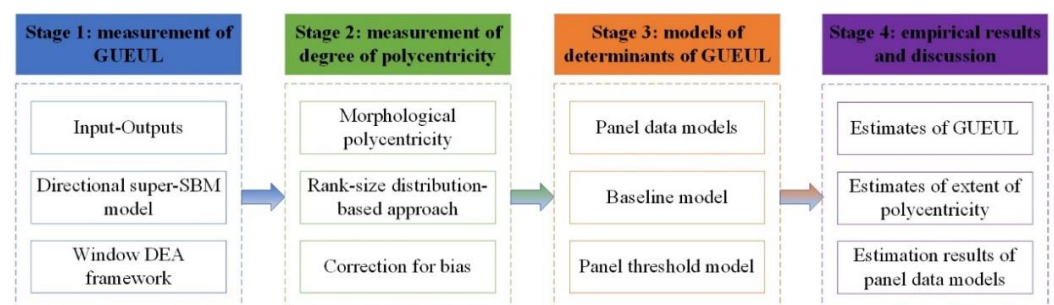 Stage 1: measurement of
GUEUL
Input-Outputs
Directional super-SBM
model
Window DEA
framework
Stage 2: measurement of
degree of polycentricity
Morphological
polycentricity
Rank-size distribution-
based approach
Correction for bias
Stage 3: models of
determinants of GUEUL
Panel data models
Baseline model
Panel threshold model
Stage 4: empirical results
and discussion
Estimates of GUEUL
Estimates of extent of
polycentricity
Estimation results of
panel data models